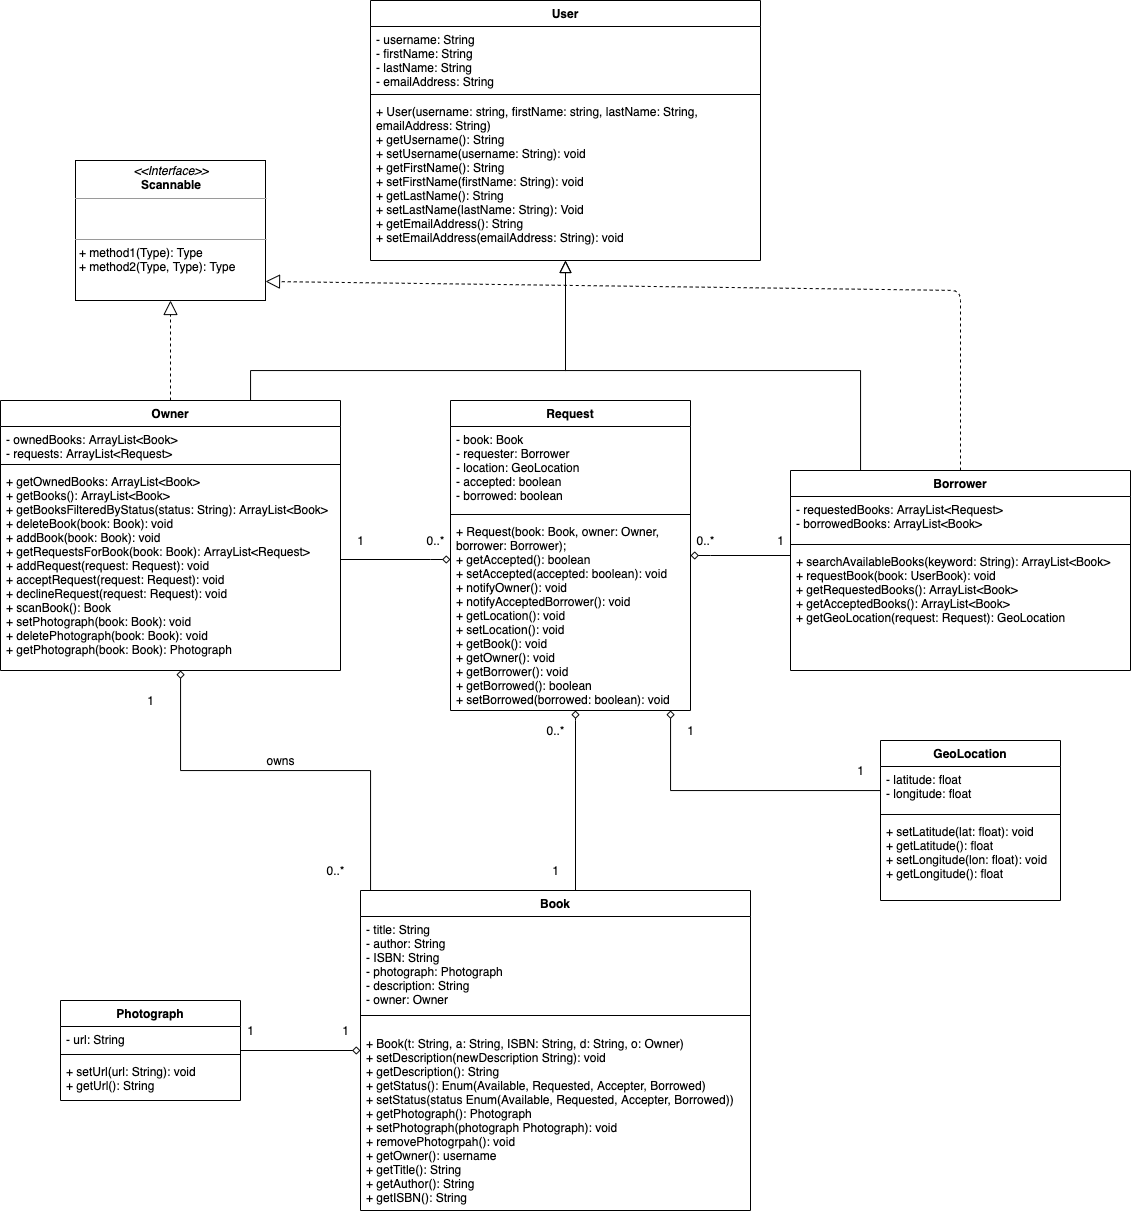 User
- username: String
- firstName: String
- lastName: String
- emailAddress: String
+ User(username: string, firstName: string, lastName: String,
emailAddress: String)
+ getUsername(): String
+ setUsername(username: String): void
+ getFirstName(): String
+ setFirstName(firstName: String): void
+ getLastName(): String
+ setLastName(lastName: String): Void
+ getEmailAddress(): String
+ setEmailAddress(emailAddress: String): void
<<Interface>>
Scannable
+ method1(Type): Type
+ method2(Type, Type): Type
Owner
- ownedBooks: ArrayList<Book>
- requests: ArrayList<Request>
+ getOwnedBooks: ArrayList<Book>
+ getBooks(): ArrayList<Book>
+ getBooksFilteredByStatus(status: String): ArrayList<Book>
+ deleteBook(book: Book): void
+ addBook(book: Book): void
+ getRequestsForBook(book: Book): ArrayList<Request>
+ addRequest(request: Request): void
+ acceptRequest(request: Request): void
+ declineRequest(request: Request): void
+ scanBook(): Book
+ setPhotograph(book: Book): void
+ deletePhotograph(book: Book): void
+ getPhotograph(book: Book): Photograph
1
0..*
Request
- book: Book
- requester: Borrower
- location: GeoLocation
- accepted: boolean
- borrowed: boolean
+ Request(book: Book, owner: Owner,
borrower: Borrower);
+ getAccepted(): boolean
+ setAccepted(accepted: boolean): void
+ notifyOwner(): void
+ notifyAcceptedBorrower(): void
+ getLocation(): void
+ setLocation(): void
+ getBook(): void
+ getOwner(): void
+ getBorrower(): void
+ getBorrowed(): boolean
+ setBorrowed(borrowed: boolean): void
0..*
1
Borrower
- requestedBooks: ArrayList<Request>
- borrowedBooks: ArrayList<Book>
+ searchAvailableBooks(keyword: String): ArrayList<Book>
+ requestBook(book: UserBook): void
+ getRequestedBooks(): ArrayList<Book>
+ getAcceptedBooks(): ArrayList<Book>
+ getGeoLocation(request: Request): GeoLocation
1
owns
0..*
0..*
1
1
1
GeoLocation
- latitude: float
- longitude: float
+ setLatitude(lat: float): void
+ getLatitude(): float
+ setLongitude(lon: float): void
+ getLongitude(): float
Book
- title: String
- author: String
- ISBN: String
- photograph: Photograph
- description: String
- owner: Owner
+ Book(t: String, a: String, ISBN: String, d: String, o: Owner)
+ setDescription(newDescription String): void
+ getDescription(): String
+ getStatus(): Enum(Available, Requested, Accepter, Borrowed)
+ setStatus(status Enum(Available, Requested, Accepter, Borrowed))
+ getPhotograph(): Photograph
+ setPhotograph(photograph Photograph): void
+ removePhotogrpah(): void
+ getOwner(): username
+ getTitle(): String
+ getAuthor(): String
+ getISBN(): String
Photograph
- url: String
+ setUrl(url: String): void
+ getUrl(): String
1
1